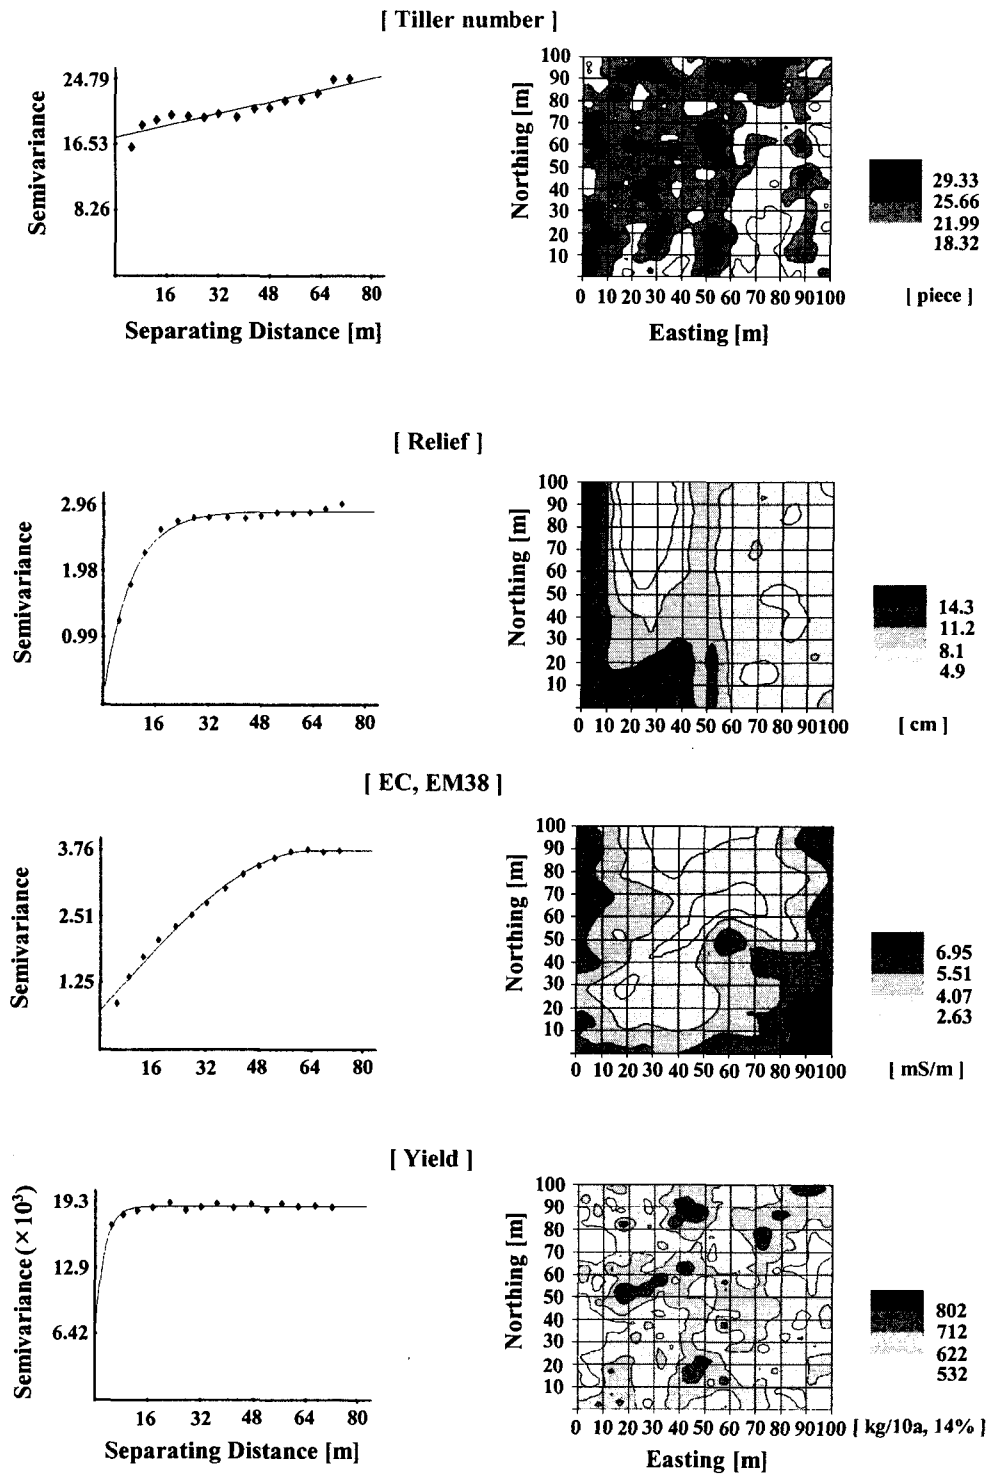 [ Tiller number ]
Semivariance
24.79
16.53
8.26
16 32 48 64 80
Separating Distance [m]
Northing [m]
100
90
80
70
60
50
40
30
20
10
0 10 20 30 40 50 60 70 80 90 100
Easting [m]
29.33
25.66
21.99
18.32
[ piece ]
[ Relief ]
Semivariance
2.96
1.98
0.99
16 32 48 64 80
Northing [m]
100
90
80
70
60
50
40
30
20
10
0 10 20 30 40 50 60 70 80 90 100
14.3
11.2
8.1
4.9
[ cm ]
[ EC, EM38 ]
Semivariance
3.76
2.51
1.25
16 32 48 64 80
Northing [m]
100
90
80
70
60
50
40
30
20
10
0 10 20 30 40 50 60 70 80 90 100
6.95
5.51
4.07
2.63
[ mS/m ]
[ Yield ]
Semivariance (×10³)
19.3
12.9
6.42
16 32 48 64 80
Separating Distance [m]
Northing [m]
100
90
80
70
60
50
40
30
20
10
0 10 20 30 40 50 60 70 80 90 100
Easting [m]
802
712
622
532
[ kg/10a, 14% ]